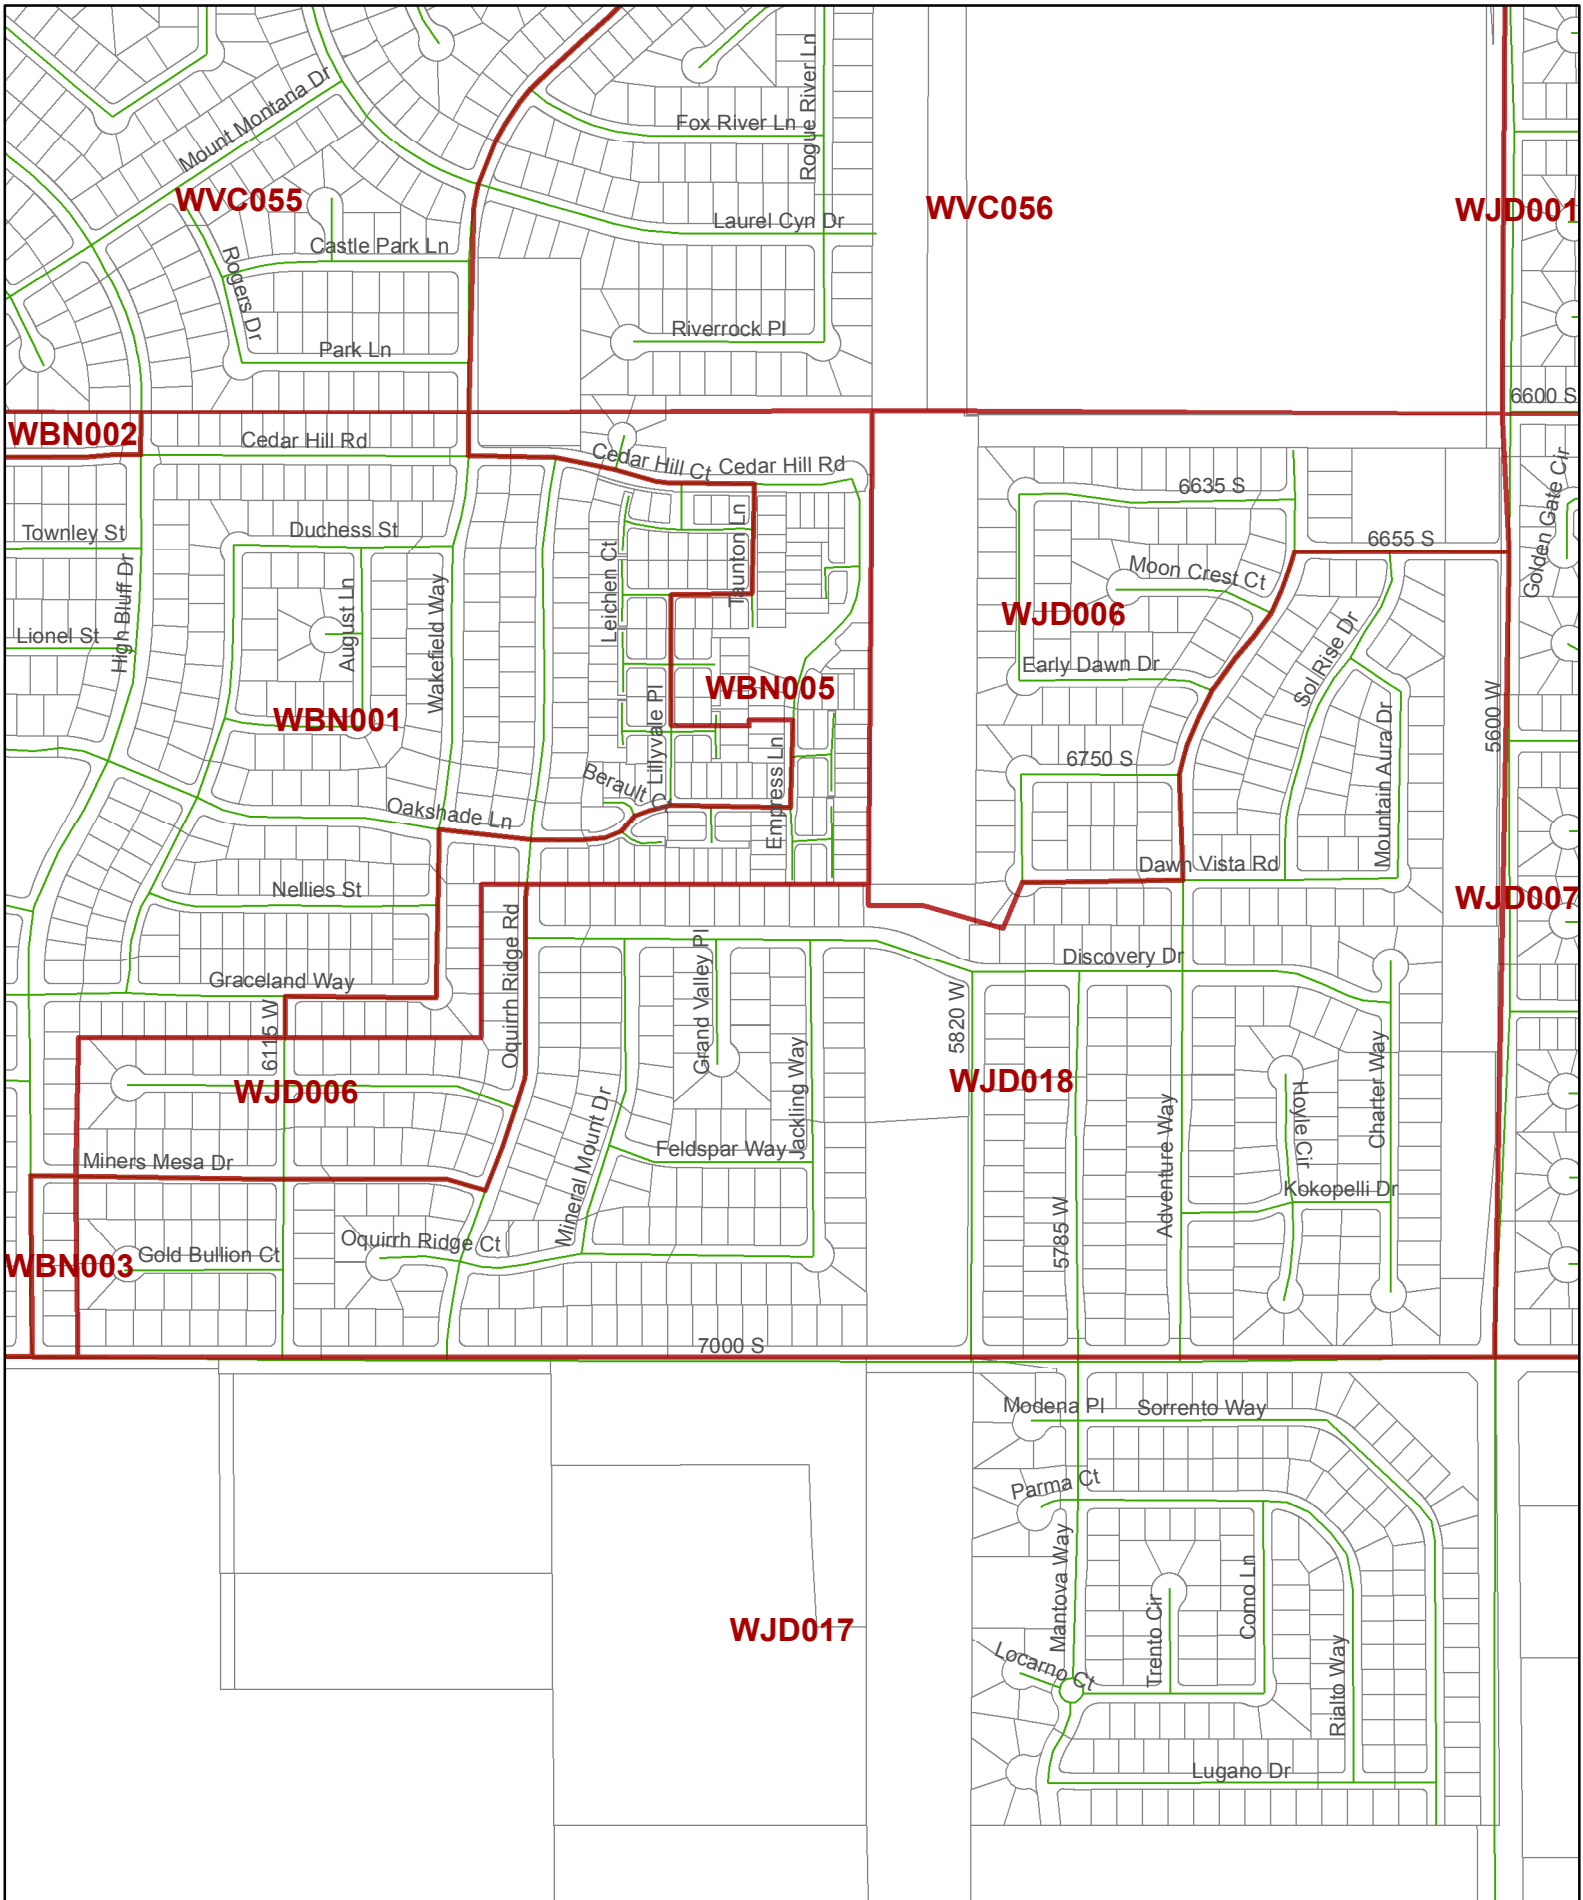 Mount Montana Dr
Fox River Ln
Rogue River Ln
WVC055
WVC056
WJD001
Laurel Cyn Dr
Castle Park Ln
Rogers Dr
Riverrock Pl
Park Ln
6600 S
WBN002
Cedar Hill Rd
Cedar Hill Ct
Cedar Hill Rd
6635 S
Golden Gate Cir
Townley St
Duchess St
Taunton Ln
6655 S
Leichen Ct
Moon Crest Ct
High Bluff Dr
August Ln
Wakefield Way
WJD006
Lionel St
Sol Rise Dr
Early Dawn Dr
WBN005
WBN001
Lillyvale Pl
5600 W
Mountain Aura Dr
6750 S
Berault Ct
Empress Ln
Oakshade Ln
Dawn Vista Rd
Nellies St
WJD007
Oquirrh Ridge Rd
Grand Valley Pl
Discovery Dr
Graceland Way
6115 W
5820 W
WJD006
WJD018
Jackling Way
Hoyle Cir
Charter Way
Mineral Mount Dr
Adventure Way
Feldspar Way
Miners Mesa Dr
Kokopelli Dr
5785 W
Oquirrh Ridge Ct
Gold Bullion Ct
WBN003
7000 S
Modena Pl
Sorrento Way
Parma Ct
Mantova Way
Como Ln
Trento Cir
WJD017
Locarno Ct
Rialto Way
Lugano Dr